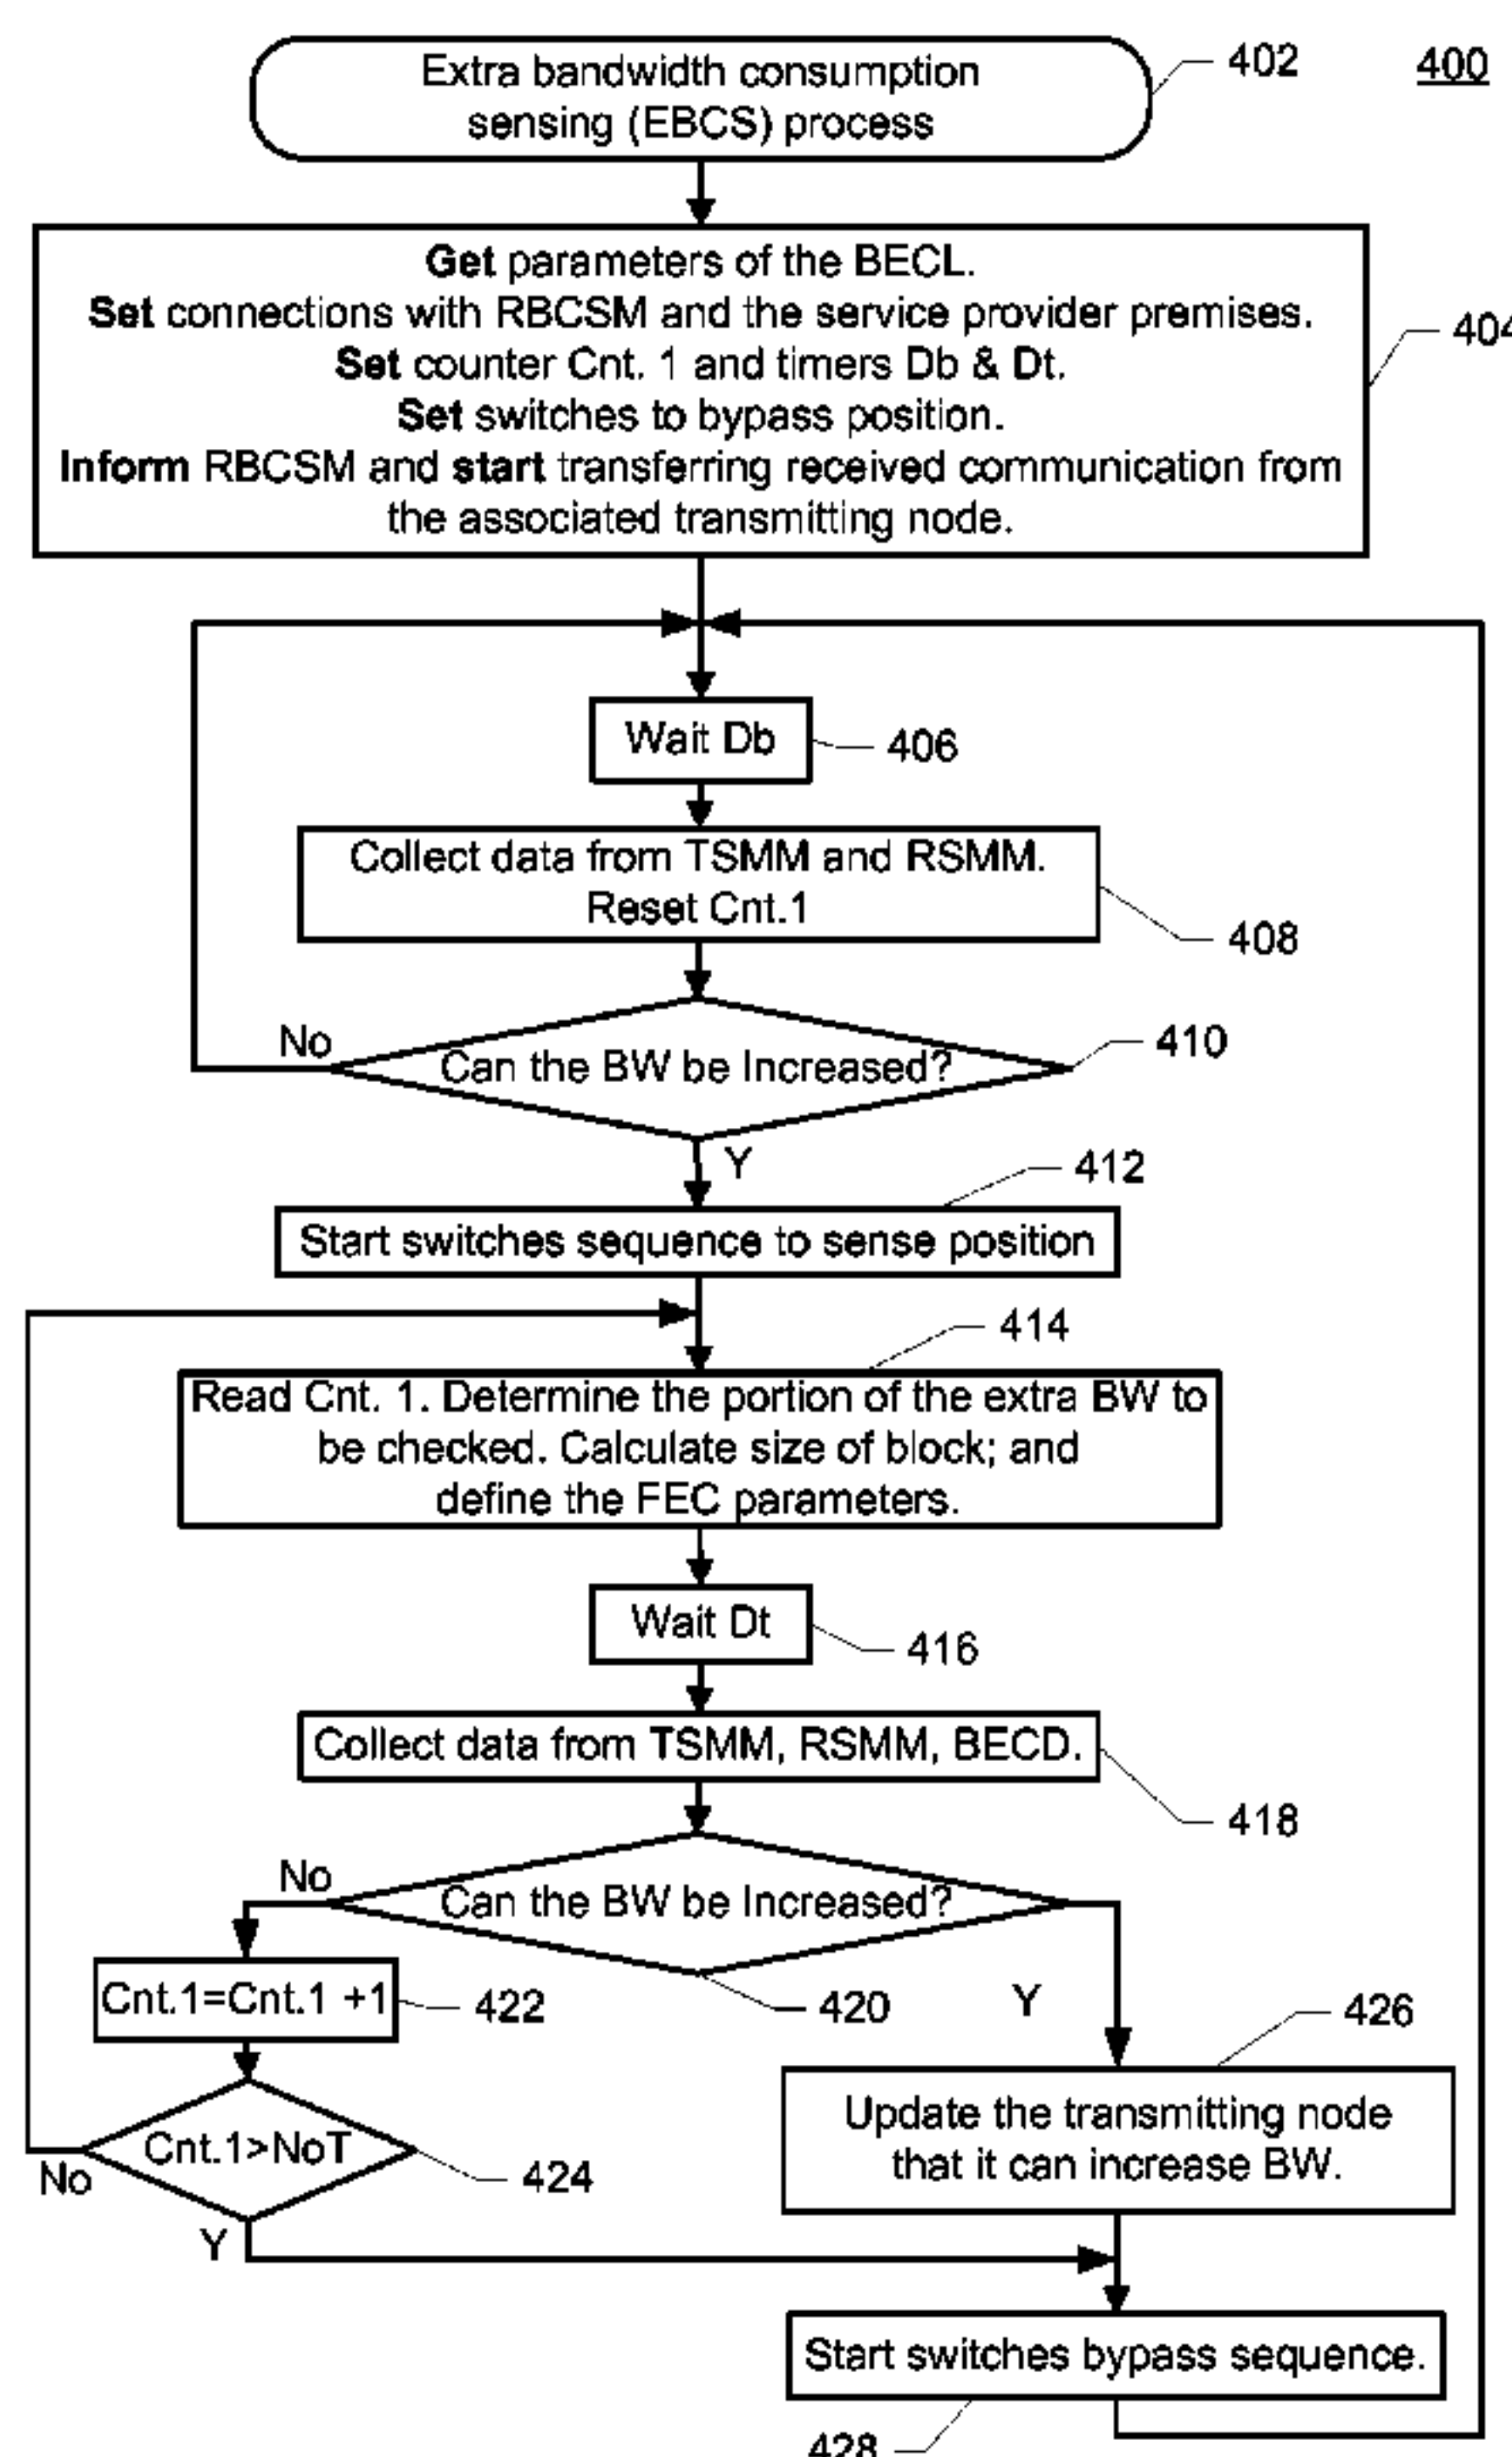 Extra bandwidth consumption
sensing (EBCS) process
402
400
Get parameters of the BECL.
Set connections with RBCSM and the service provider premises.
Set counter Cnt. 1 and timers Db & Dt.
Set switches to bypass position.
Inform RBCSM and start transferring received communication from
the associated transmitting node.
404
Wait Db
406
Collect data from TSMM and RSMM.
Reset Cnt.1
408
No
Can the BW be Increased?
410
Y
412
Start switches sequence to sense position
414
Read Cnt. 1. Determine the portion of the extra BW to
be checked. Calculate size of block; and
define the FEC parameters.
Wait Dt
416
Collect data from TSMM, RSMM, BECD.
418
No
Can the BW be Increased?
420
Y
Cnt.1=Cnt.1 +1
422
426
Update the transmitting node
that it can increase BW.
Cnt.1>NoT
424
No
Y
Start switches bypass sequence.
428